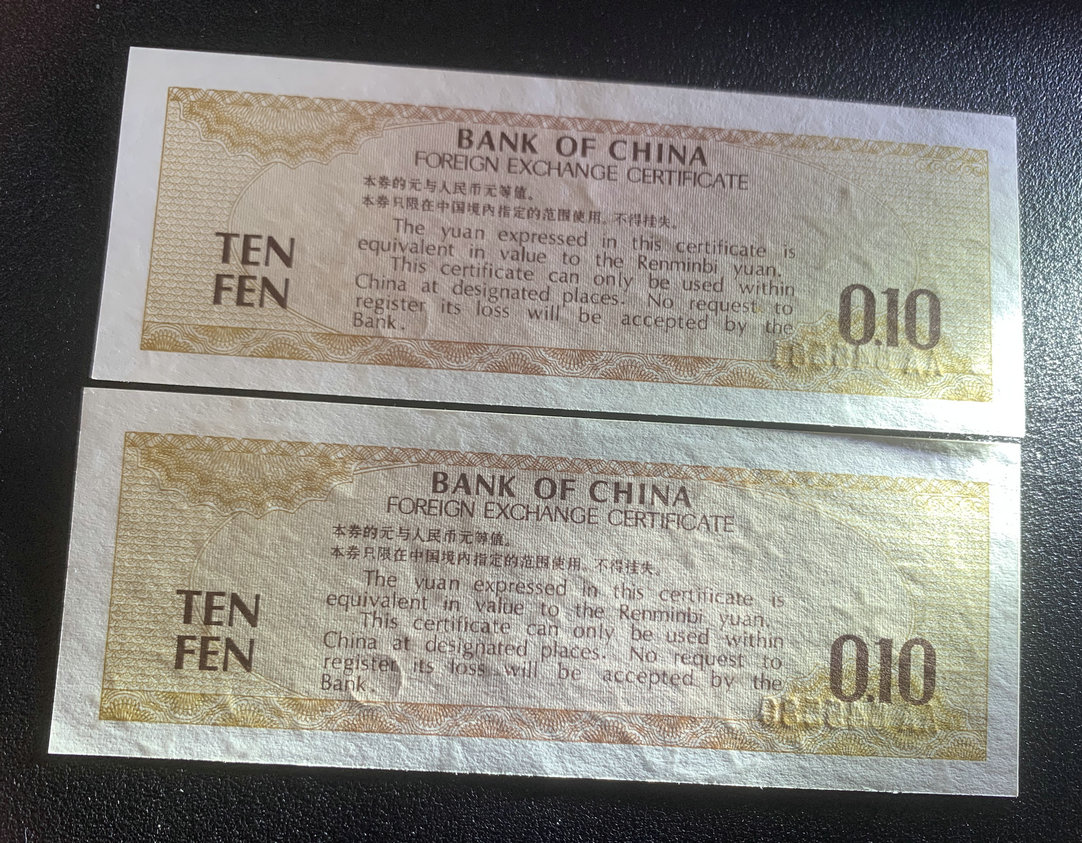 BANK OF CHINA
FOREIGN EXCHANGE CERTIFICATE
本券的元与人民币元等值。
本券只限在中国境内指定的范围使用。不得挂失。
The yuan expressed in this certificate is
equivalent in value to the Renminbi yuan.
This certificate can only be used within
China at designated places. No request to
register its loss will be accepted by the
Bank.
TEN
FEN
0.10
BANK OF CHINA
FOREIGN EXCHANGE CERTIFICATE
本券的元与人民币元等值。
本券只限在中国境内指定的范围使用。不得挂失。
The yuan expressed in this certificate is
equivalent in value to the Renminbi yuan.
This certificate can only be used within
China at designated places. No request to
register its loss will be accepted by the
Bank.
TEN
FEN
0.10